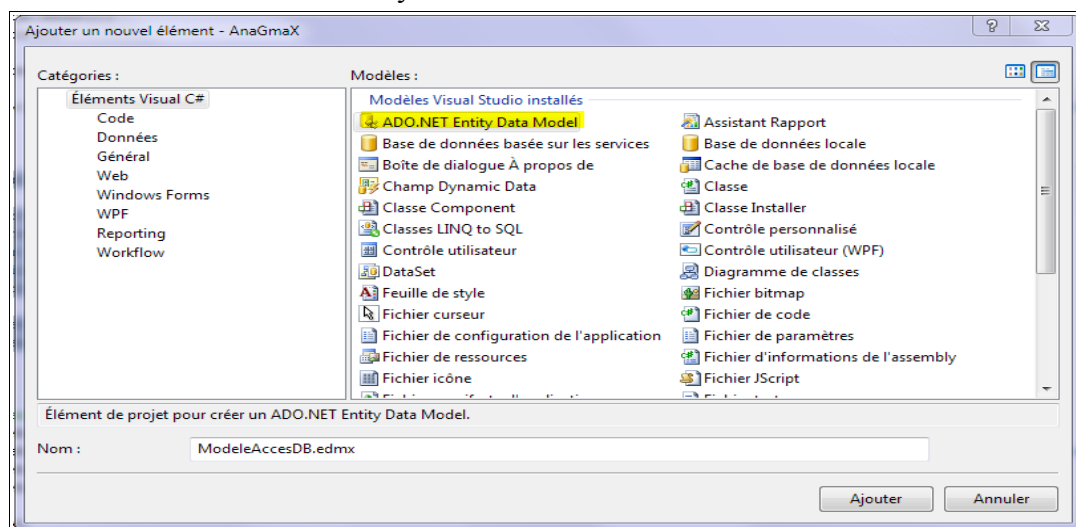 Ajouter un nouvel élément - AnaGmaX
Catégories :
Modèles :
Éléments Visual C#
Code
Données
Général
Web
Windows Forms
WPF
Reporting
Workflow
Modèles Visual Studio installés
ADO.NET Entity Data Model
Assistant Rapport
Base de données basée sur les services
Base de données locale
Boîte de dialogue À propos de
Cache de base de données locale
Champ Dynamic Data
Classe
Classe Component
Classe Installer
Classes LINQ to SQL
Contrôle personnalisé
Contrôle utilisateur
Contrôle utilisateur (WPF)
DataSet
Diagramme de classes
Feuille de style
Fichier bitmap
Fichier curseur
Fichier de code
Fichier de configuration de l'application
Fichier de paramètres
Fichier de ressources
Fichier d'informations de l'assembly
Fichier icône
Fichier JScript
Élément de projet pour créer un ADO.NET Entity Data Model.
Nom :
ModeleAccesDB.edmx
Ajouter
Annuler